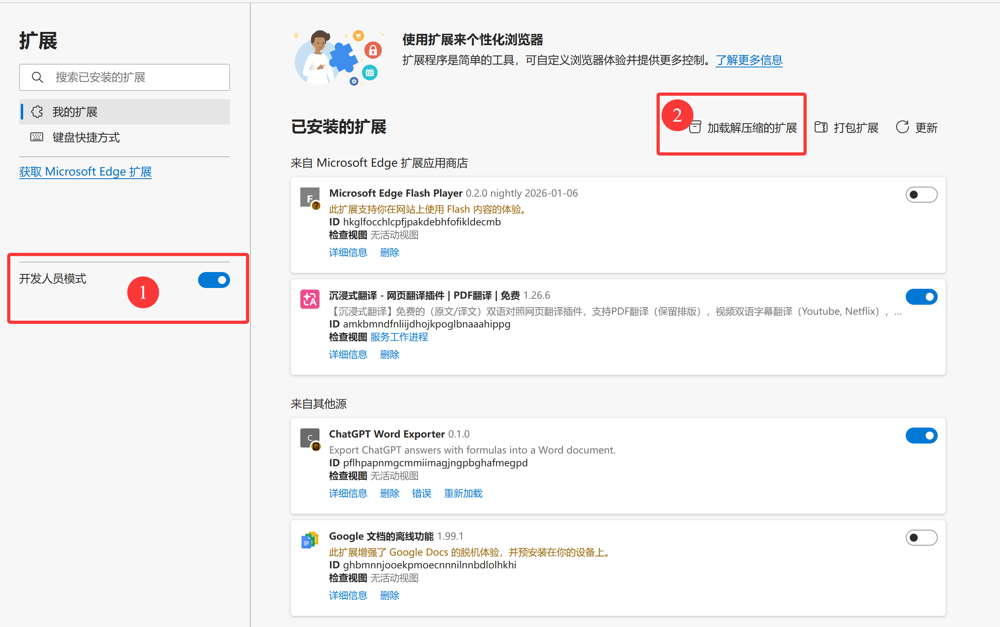 扩展
搜索已安装的扩展
我的扩展
键盘快捷方式
获取 Microsoft Edge 扩展
开发人员模式
1
使用扩展来个性化浏览器
扩展程序是简单的工具，可自定义浏览器体验并提供更多控制。了解更多信息
已安装的扩展
2
加载解压缩的扩展
打包扩展
更新
来自 Microsoft Edge 扩展应用商店
F
Microsoft Edge Flash Player 0.2.0 nightly 2026-01-06
此扩展支持你在网站上使用 Flash 内容的体验。
ID hkglfocchlcpfjpakdebhfofikldecmb
检查视图 无活动视图
详细信息 删除
沉浸式翻译 - 网页翻译插件 | PDF翻译 | 免费 1.26.6
【沉浸式翻译】免费的（原文/译文）双语对照网页翻译插件，支持PDF翻译（保留排版），视频双语字幕翻译（Youtube, Netflix），...
ID amkbmndfnliijdhojkpoglbnaaahippg
检查视图 服务工作进程
详细信息 删除
来自其他源
C
ChatGPT Word Exporter 0.1.0
Export ChatGPT answers with formulas into a Word document.
ID pflhpapnmgcmmiimagjngpbghafmegpd
检查视图 无活动视图
详细信息 删除 错误 重新加载
Google 文档的离线功能 1.99.1
此扩展增强了 Google Docs 的脱机体验，并预安装在你的设备上。
ID ghbmnnjooekpmoecnnnilnnbdlolhkhi
检查视图 无活动视图
详细信息 删除